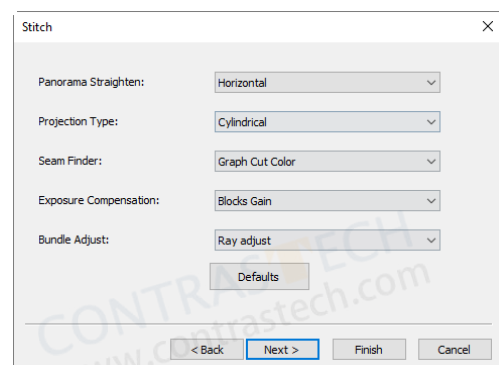 Stitch
Panorama Straighten: Horizontal
Projection Type: Cylindrical
Seam Finder: Graph Cut Color
Exposure Compensation: Blocks Gain
Bundle Adjust: Ray adjust
Defaults
CONTRASTECH
www.contrastech.com
< Back Next > Finish Cancel